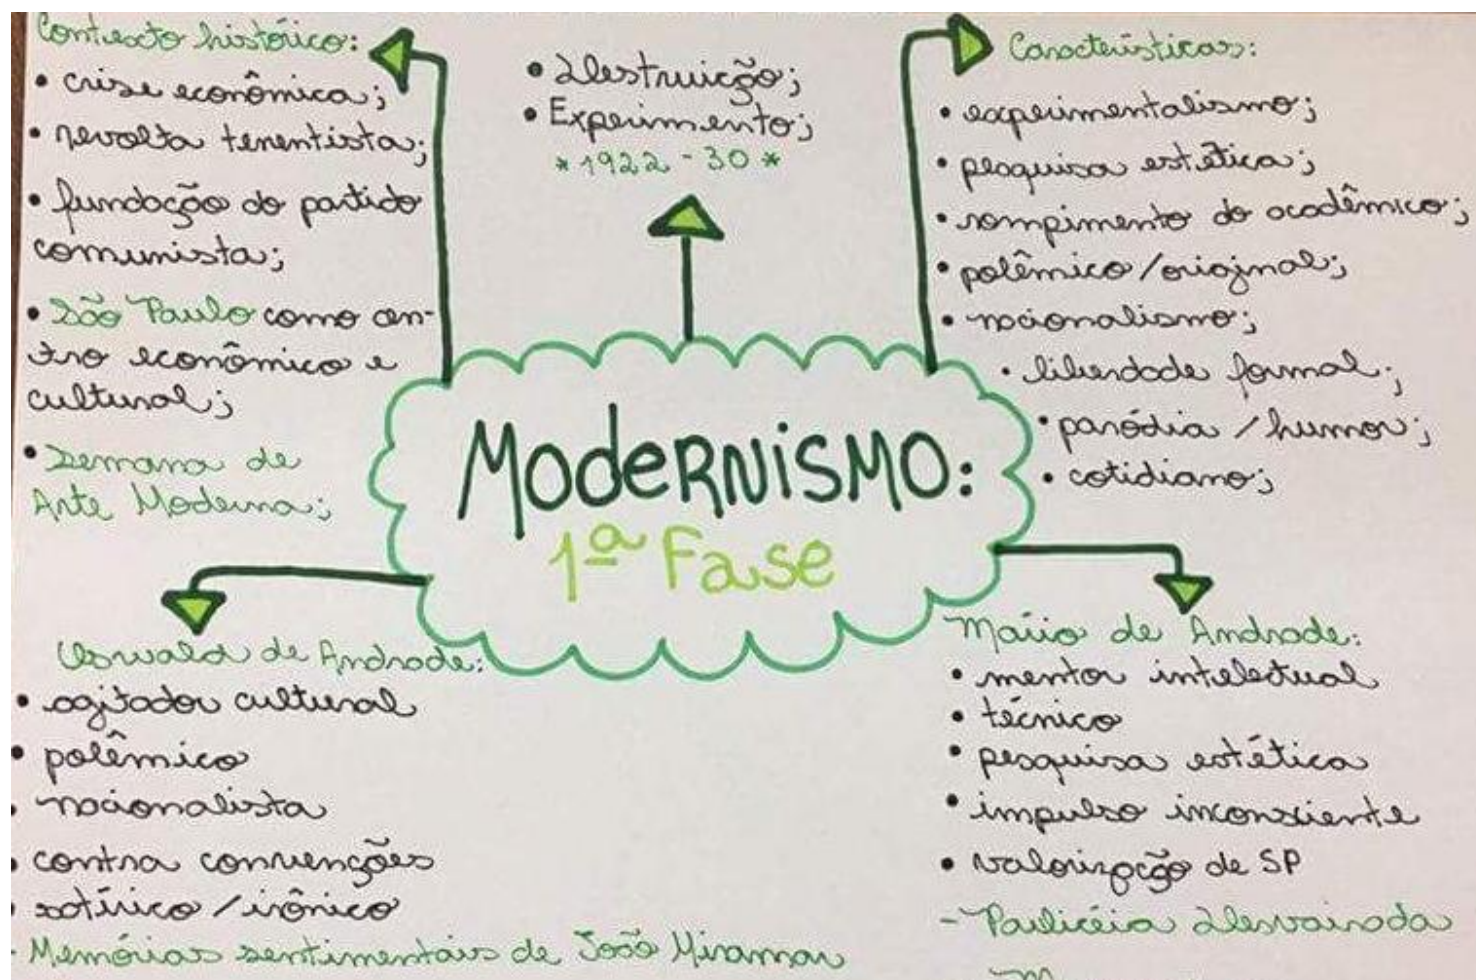 Contexto histórico:
• crise econômica;
• revolta tenentista;
• fundação do partido
comunista;
• São Paulo como cen-
tro econômico e
cultural;
• Semana de
Arte Moderna;
• Destruição;
• Experimento;
* 1922 - 30 *
Características:
• experimentalismo;
• pesquisa estética;
• rompimento do acadêmico;
• polêmico / original;
• nacionalismo;
• liberdade formal;
• paródia / humor;
• cotidiano;
MODERNISMO:
1ª Fase
Oswald de Andrade:
• agitador cultural
• polêmico
• nacionalista
• contra convenções
• satírico / irônico
- Memórias sentimentais de João Miramar
Mário de Andrade:
• mentor intelectual
• técnico
• pesquisa estética
• impulso inconsciente
• valorização de SP
- Paulicéia Desvairada